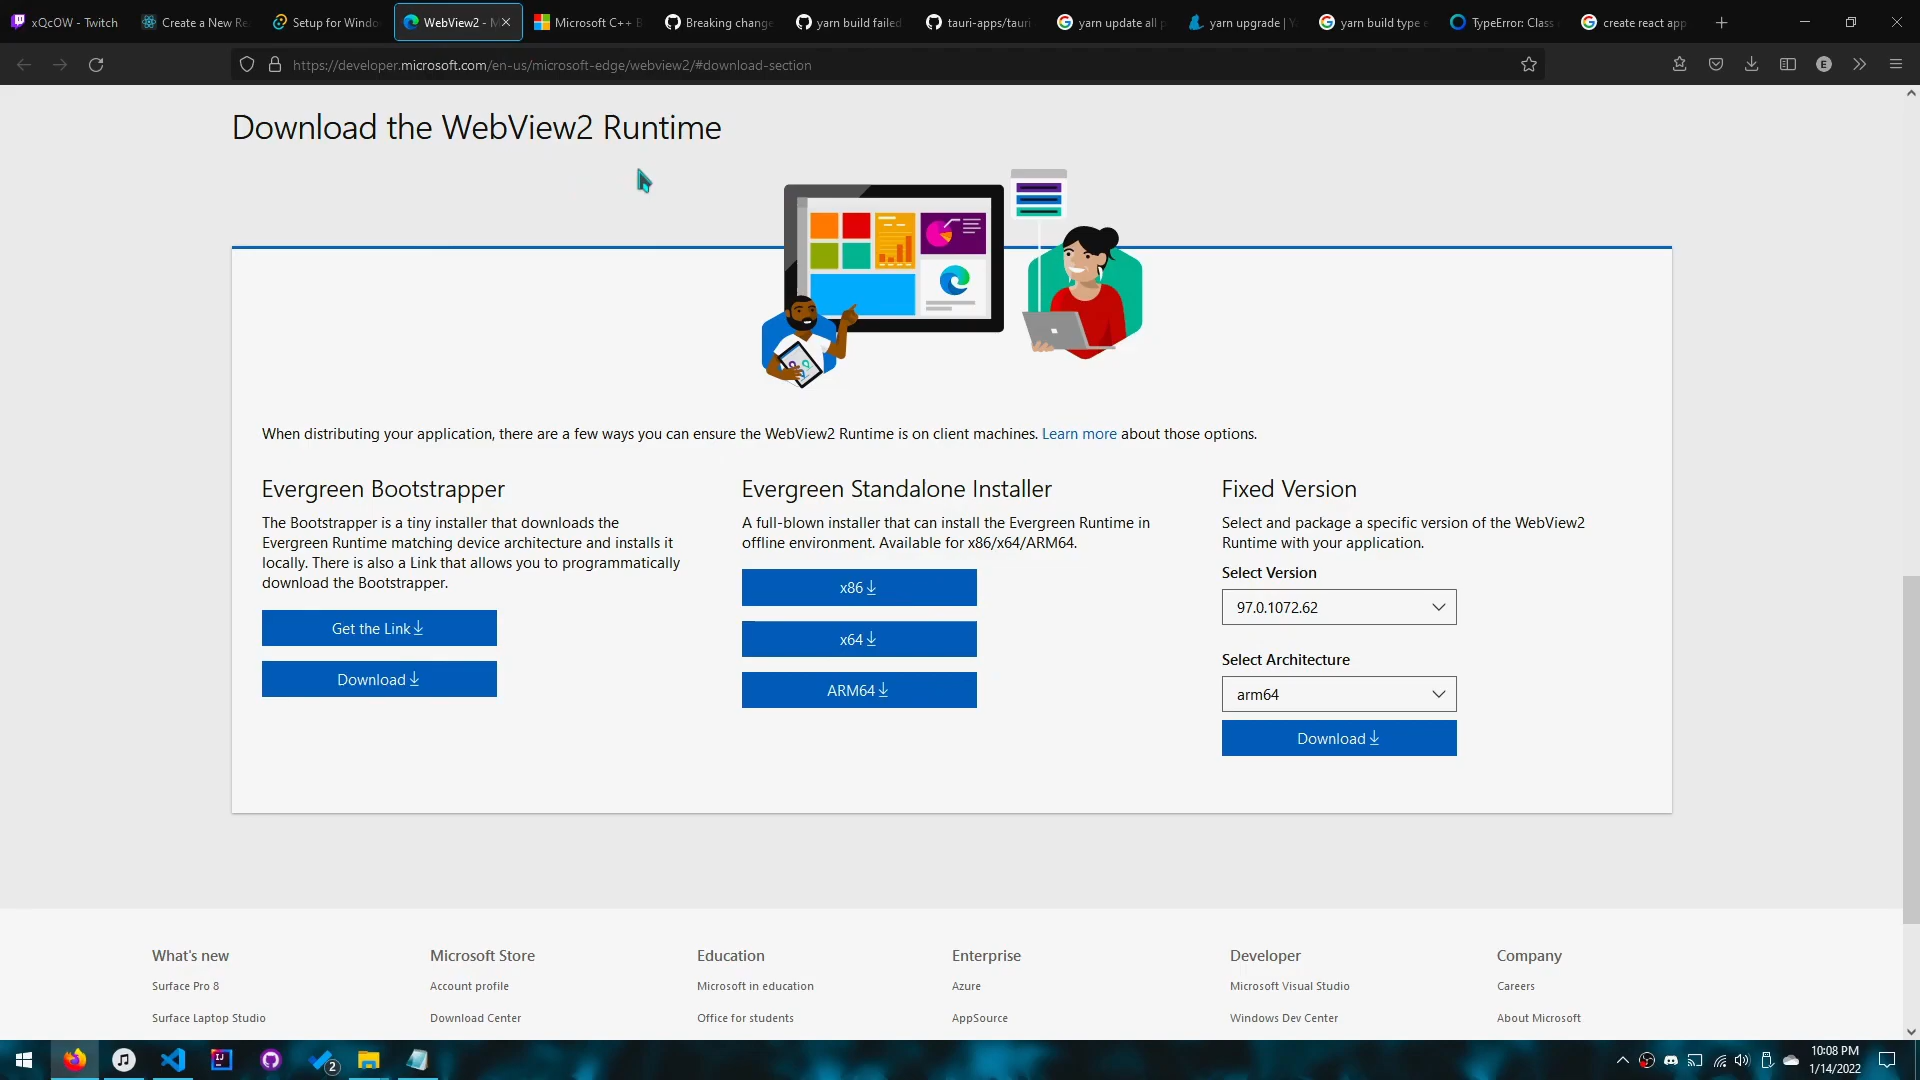 xQcOW - Twitch
Create a New Re
Setup for Windo
WebView2 - M
Microsoft C++ B
Breaking change
yarn build failed
tauri-apps/tauri
yarn update all p
yarn upgrade | Y
yarn build type e
TypeError: Class
create react app
https://developer.microsoft.com/en-us/microsoft-edge/webview2/#download-section
E
Download the WebView2 Runtime
When distributing your application, there are a few ways you can ensure the WebView2 Runtime is on client machines. Learn more about those options.
Evergreen Bootstrapper
The Bootstrapper is a tiny installer that downloads the
Evergreen Runtime matching device architecture and installs it
locally. There is also a Link that allows you to programmatically
download the Bootstrapper.
Get the Link
Download
Evergreen Standalone Installer
A full-blown installer that can install the Evergreen Runtime in
offline environment. Available for x86/x64/ARM64.
x86
x64
ARM64
Fixed Version
Select and package a specific version of the WebView2
Runtime with your application.
Select Version
97.0.1072.62
Select Architecture
arm64
Download
What's new
Surface Pro 8
Surface Laptop Studio
Microsoft Store
Account profile
Download Center
Education
Microsoft in education
Office for students
Enterprise
Azure
AppSource
Developer
Microsoft Visual Studio
Windows Dev Center
Company
Careers
About Microsoft
IJ
2
10:08 PM
1/14/2022